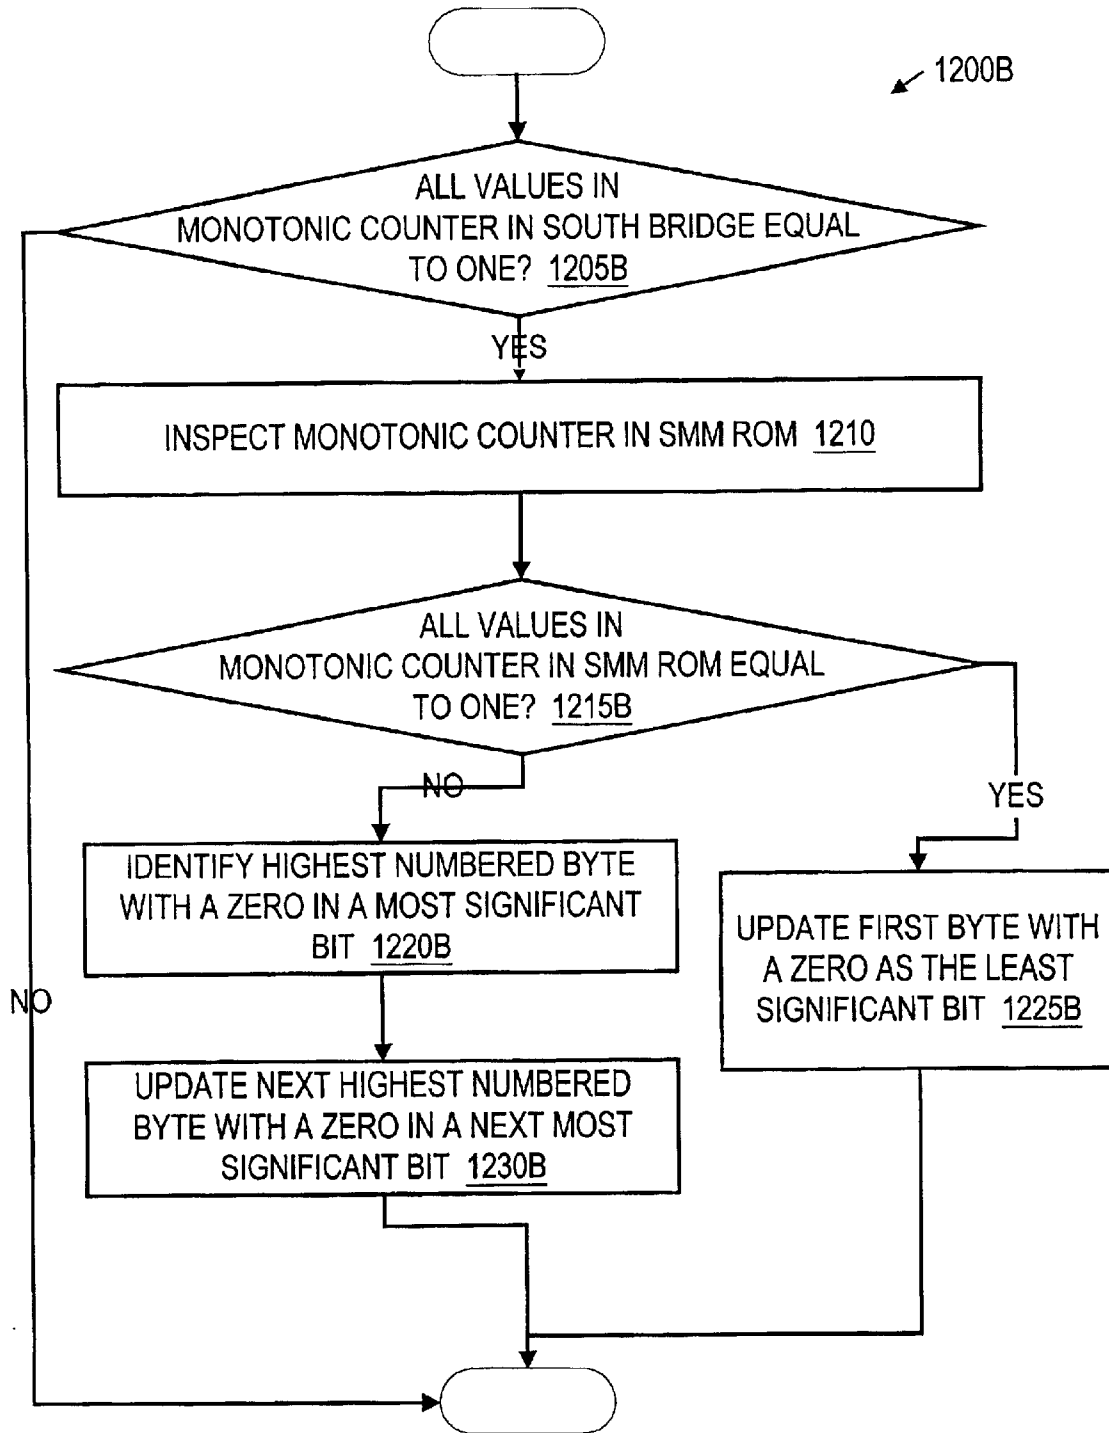 1200B
ALL VALUES IN
MONOTONIC COUNTER IN SOUTH BRIDGE EQUAL
TO ONE? 1205B
YES
INSPECT MONOTONIC COUNTER IN SMM ROM 1210
ALL VALUES IN
MONOTONIC COUNTER IN SMM ROM EQUAL
TO ONE? 1215B
NO
YES
IDENTIFY HIGHEST NUMBERED BYTE
WITH A ZERO IN A MOST SIGNIFICANT
BIT 1220B
UPDATE FIRST BYTE WITH
A ZERO AS THE LEAST
SIGNIFICANT BIT 1225B
NO
UPDATE NEXT HIGHEST NUMBERED
BYTE WITH A ZERO IN A NEXT MOST
SIGNIFICANT BIT 1230B